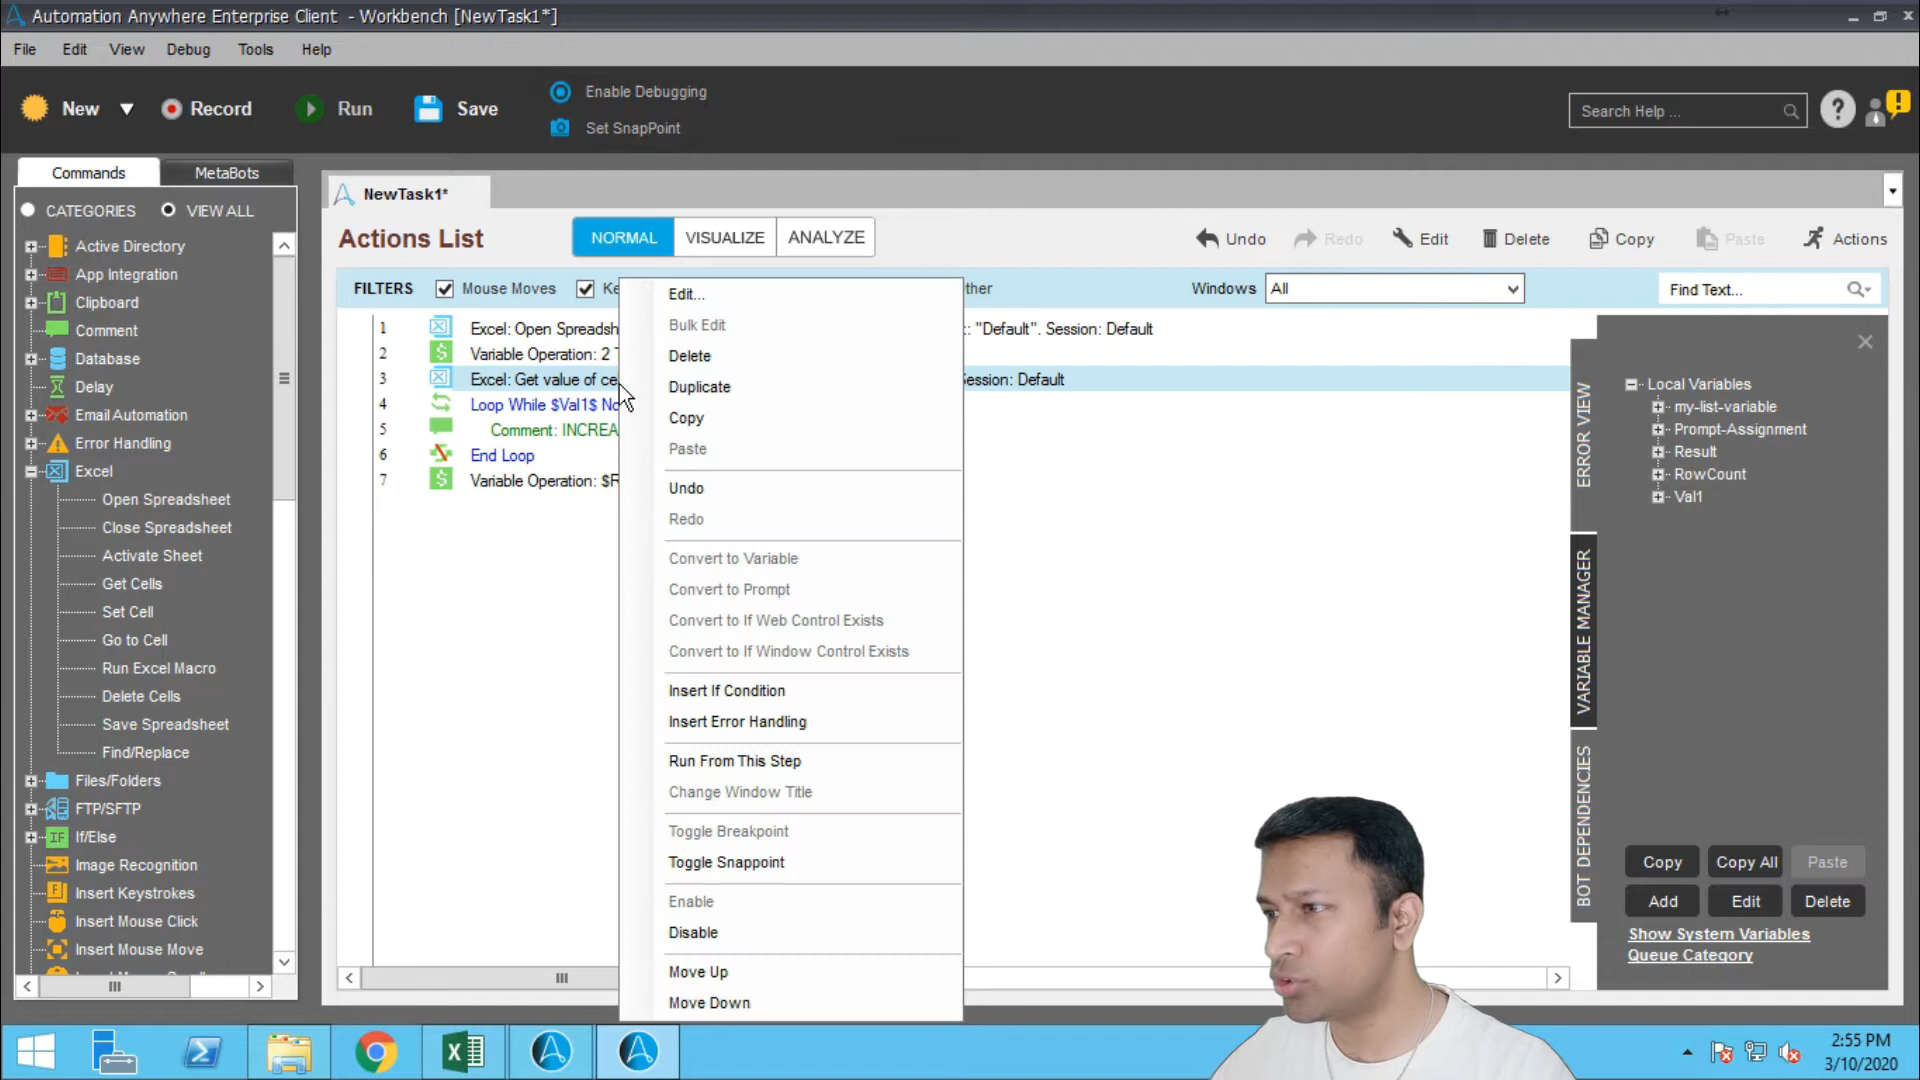 Automation Anywhere Enterprise Client - Workbench [NewTask1*]
File Edit View Debug Tools Help
New Record Run Save
Enable Debugging
Set SnapPoint
Search Help ...
Commands MetaBots
CATEGORIES VIEW ALL
Active Directory
App Integration
Clipboard
Comment
Database
Delay
Email Automation
Error Handling
Excel
Open Spreadsheet
Close Spreadsheet
Activate Sheet
Get Cells
Set Cell
Go to Cell
Run Excel Macro
Delete Cells
Save Spreadsheet
Find/Replace
Files/Folders
FTP/SFTP
If/Else
Image Recognition
Insert Keystrokes
Insert Mouse Click
Insert Mouse Move
NewTask1*
Actions List
NORMAL VISUALIZE ANALYZE
Undo Redo Edit Delete Copy Paste Actions
FILTERS Mouse Moves Ke ther Windows All Find Text...
1 Excel: Open Spreadsh : "Default". Session: Default
2 Variable Operation: 2 T
3 Excel: Get value of ce ession: Default
4 Loop While $Val1$ No
5 Comment: INCREA
6 End Loop
7 Variable Operation: $R
Edit...
Bulk Edit
Delete
Duplicate
Copy
Paste
Undo
Redo
Convert to Variable
Convert to Prompt
Convert to If Web Control Exists
Convert to If Window Control Exists
Insert If Condition
Insert Error Handling
Run From This Step
Change Window Title
Toggle Breakpoint
Toggle Snappoint
Enable
Disable
Move Up
Move Down
ERROR VIEW
VARIABLE MANAGER
BOT DEPENDENCIES
Local Variables
my-list-variable
Prompt-Assignment
Result
RowCount
Val1
Copy Copy All Paste
Add Edit Delete
Show System Variables
Queue Category
2:55 PM
3/10/2020